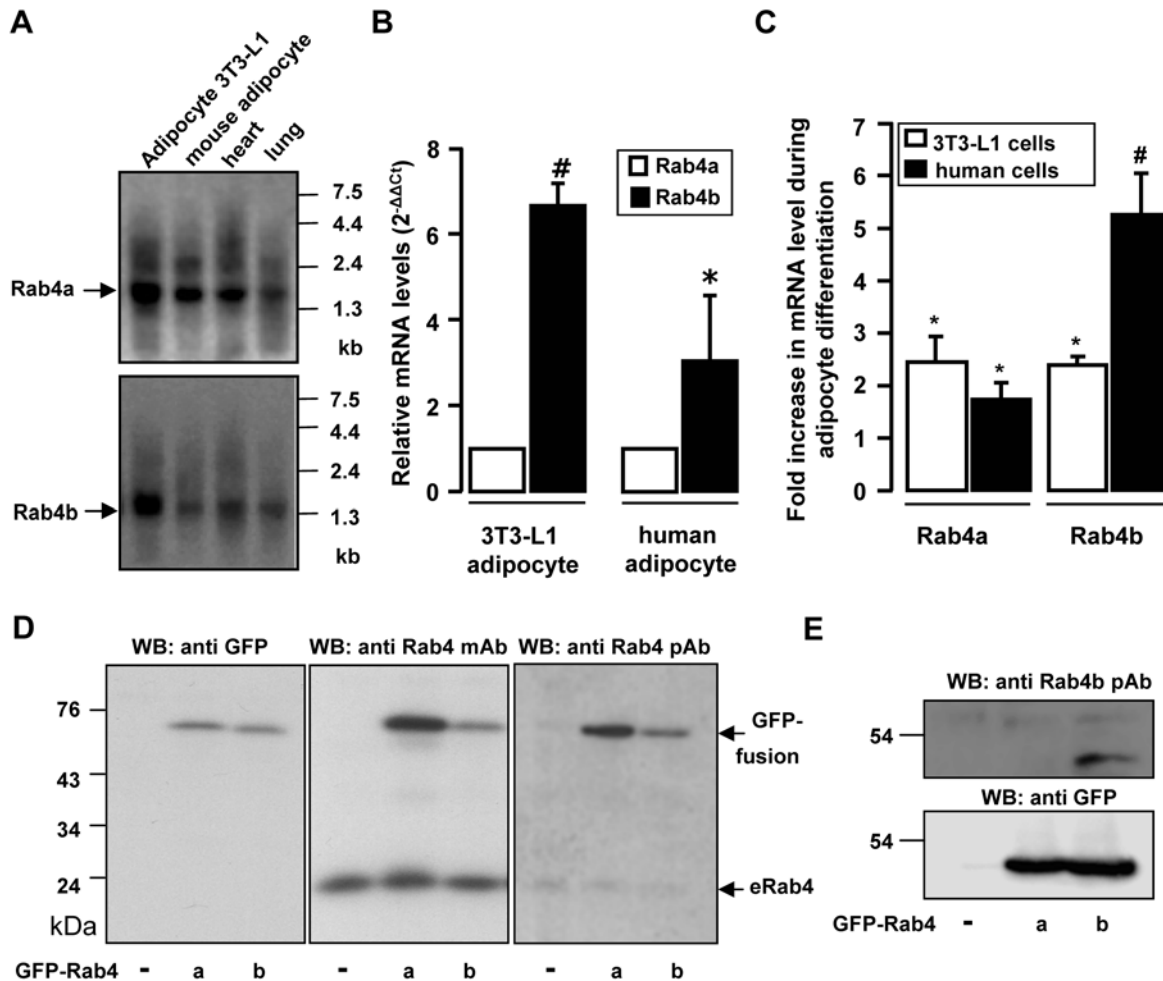 A
Adipocyte 3T3-L1
mouse adipocyte
heart
lung
7.5
4.4
2.4
Rab4a
1.3
kb
7.5
4.4
2.4
Rab4b
1.3
kb
B
Relative mRNA levels (2-ΔΔCt)
8
6
4
2
0
#
*
Rab4a
Rab4b
3T3-L1
adipocyte
human
adipocyte
C
Fold increase in mRNA level during
adipocyte differentiation
7
6
5
4
3
2
1
0
3T3-L1 cells
human cells
*
*
*
#
Rab4a
Rab4b
D
WB: anti GFP
WB: anti Rab4 mAb
WB: anti Rab4 pAb
76
43
34
24
kDa
GFP-
fusion
eRab4
GFP-Rab4 - a b - a b - a b
E
WB: anti Rab4b pAb
54
WB: anti GFP
54
GFP-Rab4 - a b